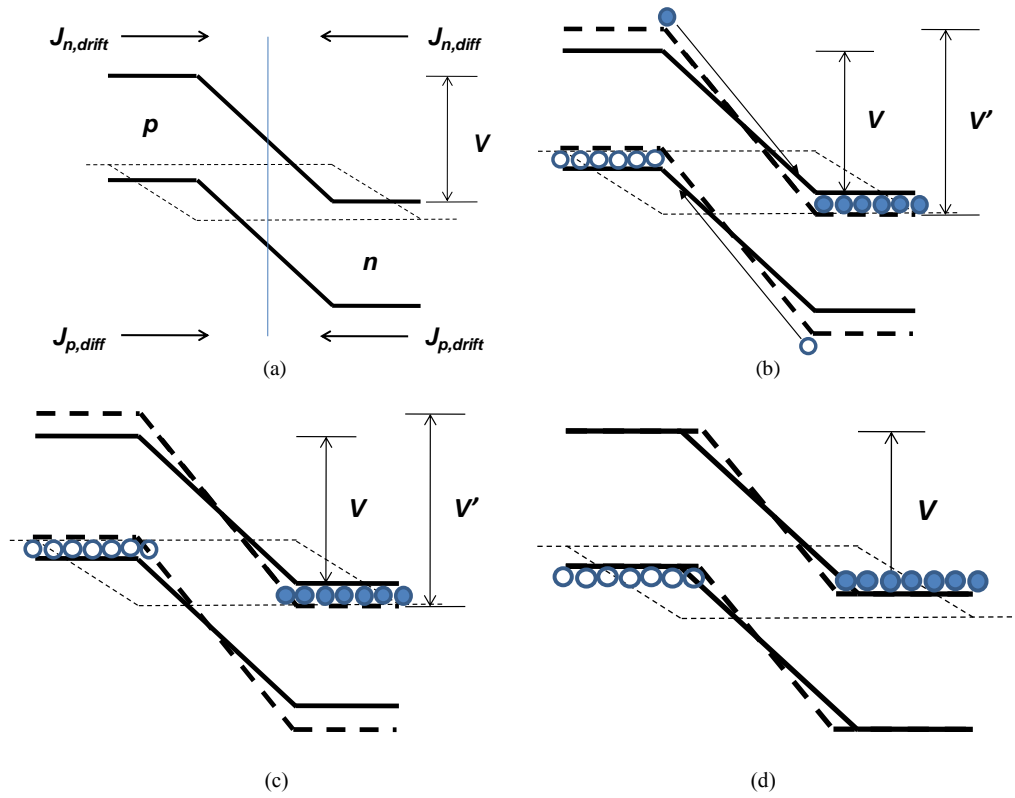 J_{n,drift} J_{n,diff}
p
V
n
J_{p,diff} J_{p,drift}
(a)
V V'
(b)
V V'
(c)
V
(d)